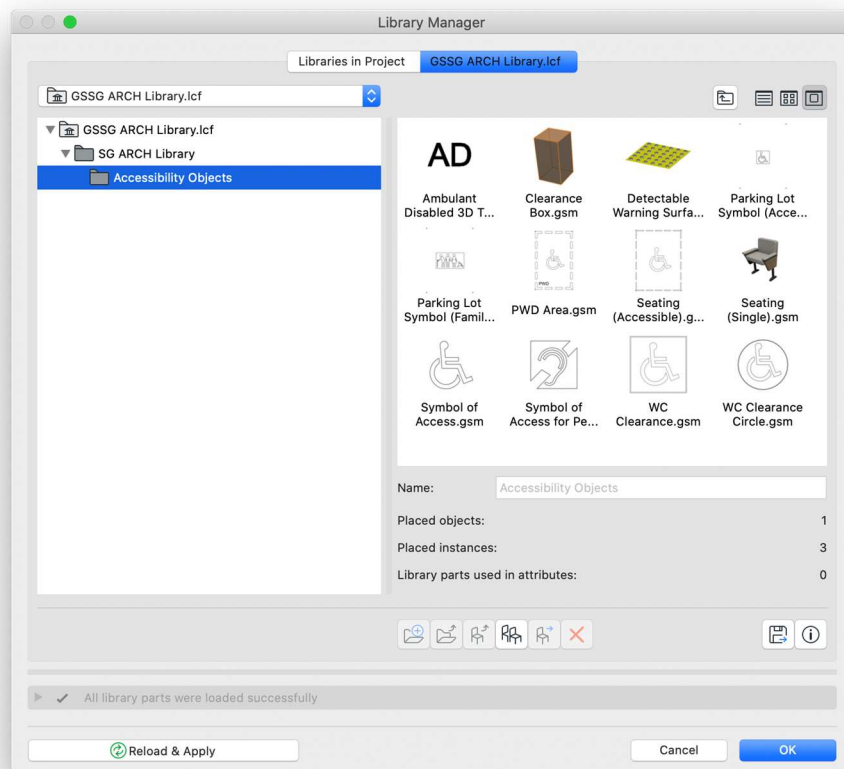 Library Manager
Libraries in Project
GSSG ARCH Library.lcf
GSSG ARCH Library.lcf
GSSG ARCH Library.lcf
SG ARCH Library
Accessibility Objects
AD
Ambulant
Disabled 3D T...
Clearance
Box.gsm
Detectable
Warning Surfa...
Parking Lot
Symbol (Acce...
Parking Lot
Symbol (Famil...
PWD
PWD Area.gsm
Seating
(Accessible).g...
Seating
(Single).gsm
Symbol of
Access.gsm
Symbol of
Access for Pe...
WC
Clearance.gsm
WC Clearance
Circle.gsm
Name: Accessibility Objects
Placed objects: 1
Placed instances: 3
Library parts used in attributes: 0
All library parts were loaded successfully
Reload & Apply
Cancel
OK